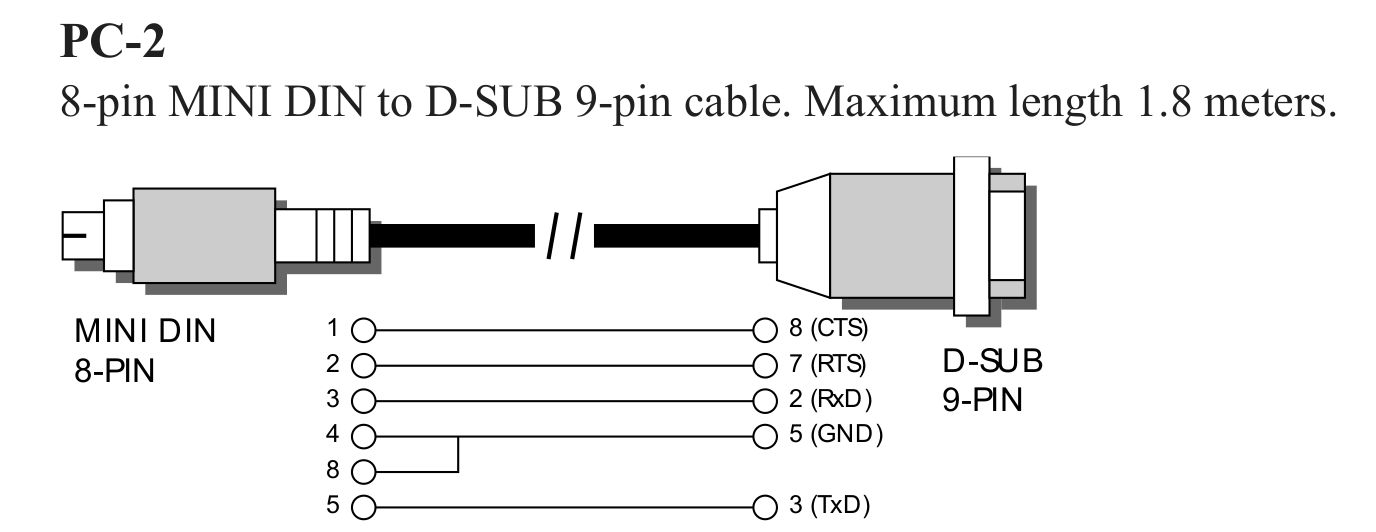 PC-2
8-pin MINI DIN to D-SUB 9-pin cable. Maximum length 1.8 meters.
MINI DIN
8-PIN
1 8 (CTS)
2 7 (RTS)
3 2 (RxD)
4 5 (GND)
8
5 3 (TxD)
D-SUB
9-PIN